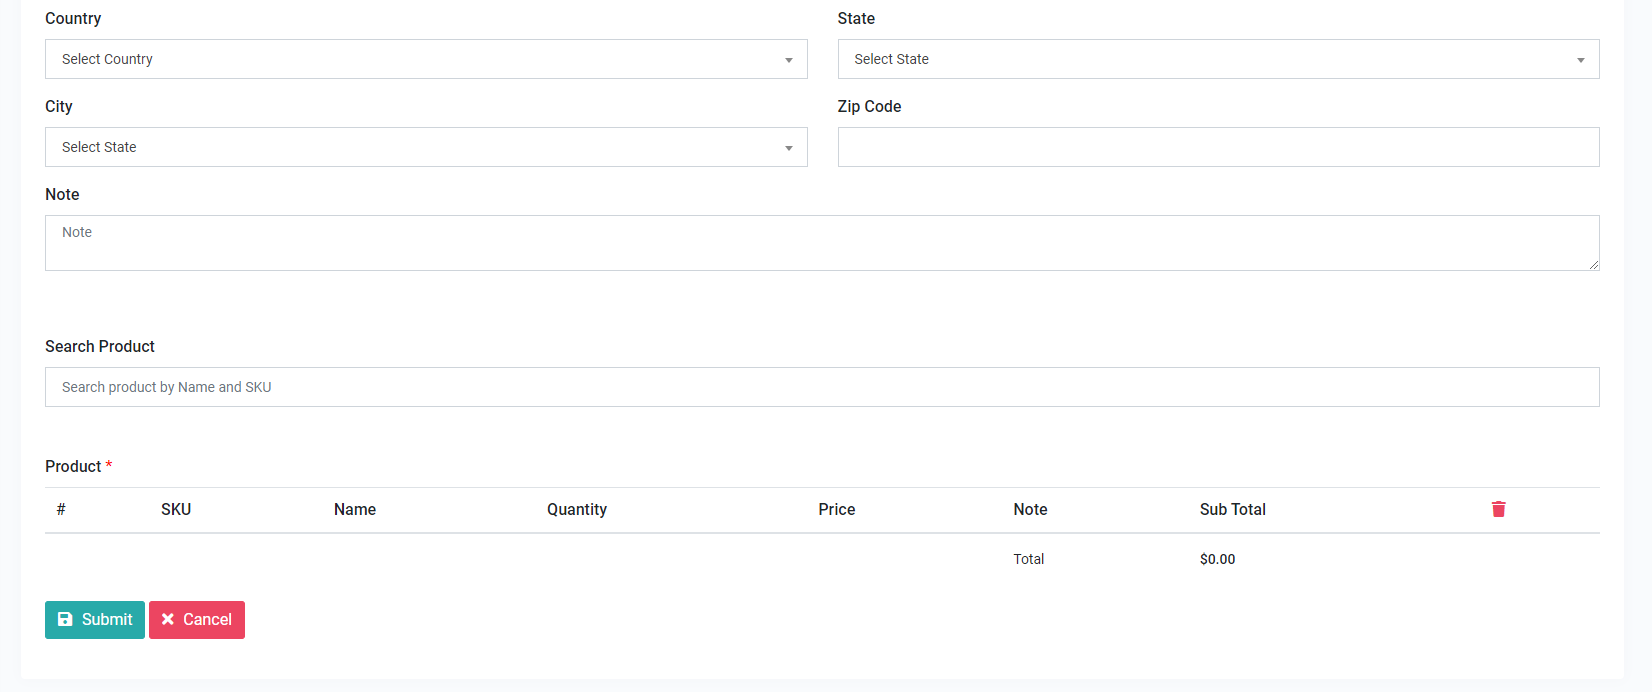 Country State
Select Country Select State
City Zip Code
Select State
Note
Note
Search Product
Search product by Name and SKU
Product *
# SKU Name Quantity Price Note Sub Total
Total $0.00
Submit Cancel